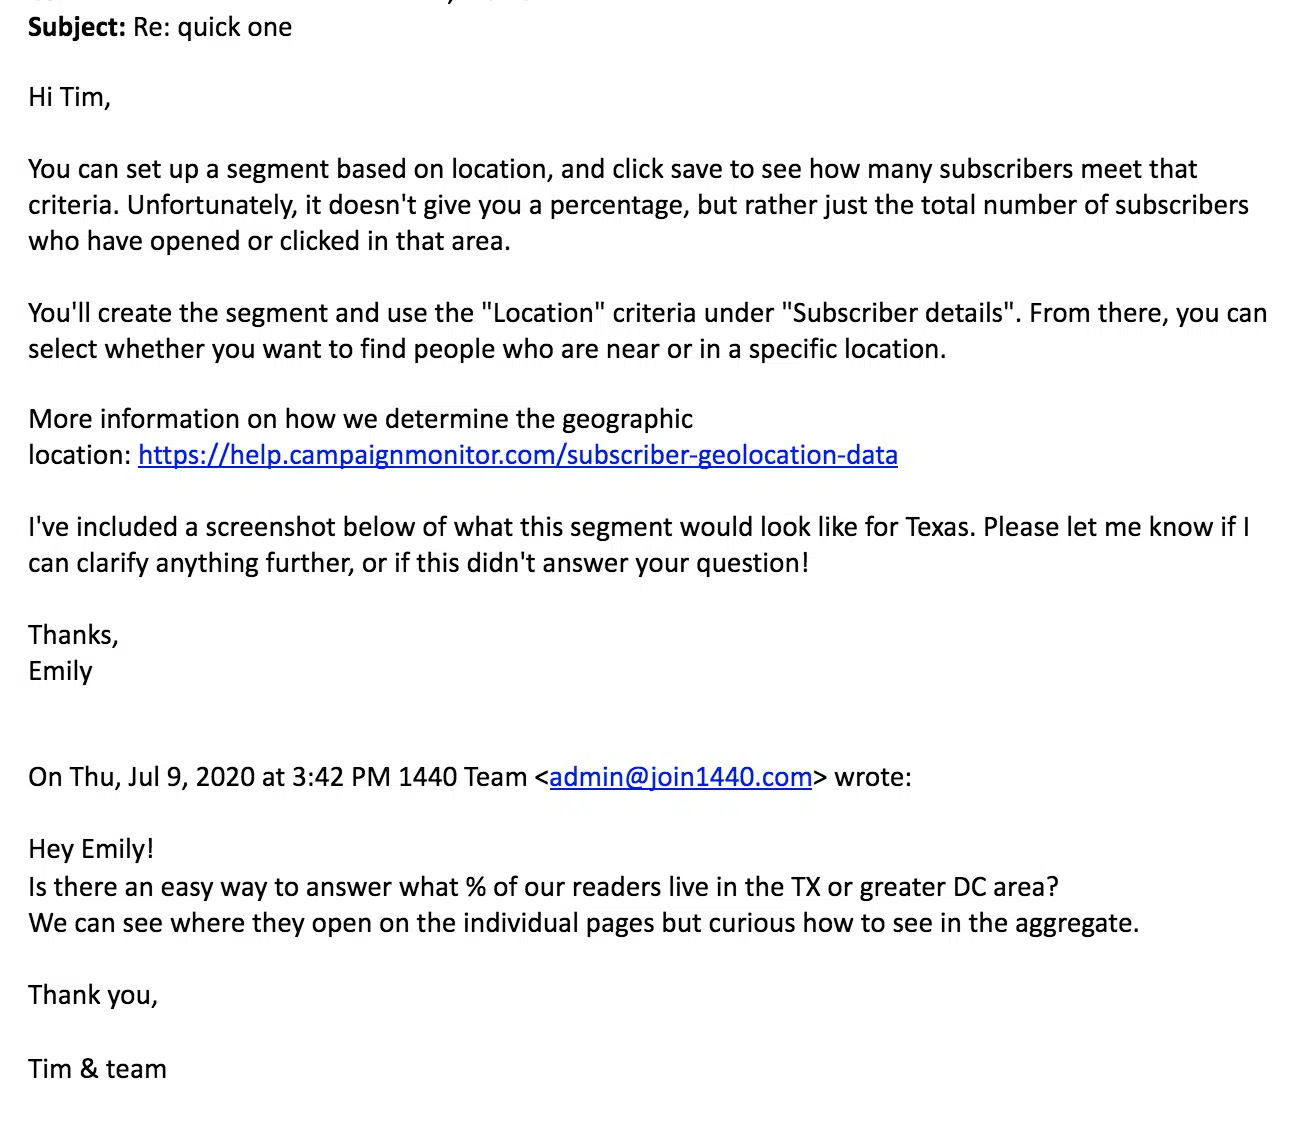 Subject: Re: quick one
Hi Tim,
You can set up a segment based on location, and click save to see how many subscribers meet that
criteria. Unfortunately, it doesn't give you a percentage, but rather just the total number of subscribers
who have opened or clicked in that area.
You'll create the segment and use the "Location" criteria under "Subscriber details". From there, you can
select whether you want to find people who are near or in a specific location.
More information on how we determine the geographic
location: https://help.campaignmonitor.com/subscriber-geolocation-data
I've included a screenshot below of what this segment would look like for Texas. Please let me know if I
can clarify anything further, or if this didn't answer your question!
Thanks,
Emily
On Thu, Jul 9, 2020 at 3:42 PM 1440 Team <admin@join1440.com> wrote:
Hey Emily!
Is there an easy way to answer what % of our readers live in the TX or greater DC area?
We can see where they open on the individual pages but curious how to see in the aggregate.
Thank you,
Tim & team